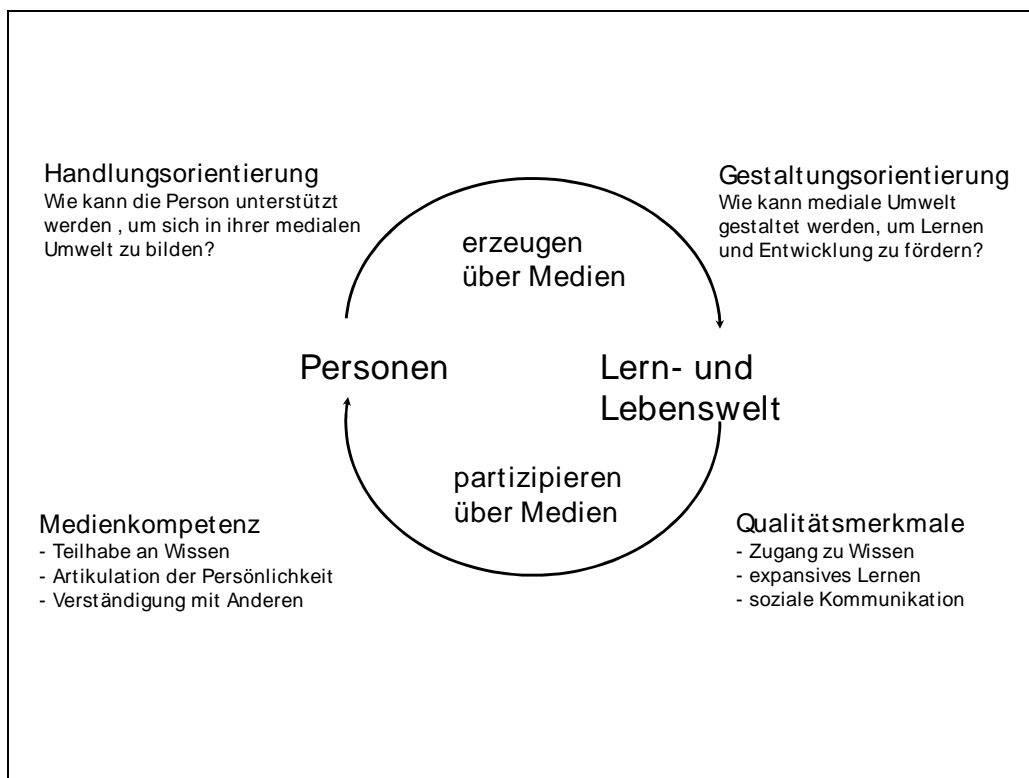 Handlungsorientierung
Wie kann die Person unterstützt
werden , um sich in ihrer medialen
Umwelt zu bilden?
Gestaltungsorientierung
Wie kann mediale Umwelt
gestaltet werden, um Lernen
und Entwicklung zu fördern?
erzeugen
über Medien
Personen
Lern- und
Lebenswelt
partizipieren
über Medien
Medienkompetenz
- Teilhabe an Wissen
- Artikulation der Persönlichkeit
- Verständigung mit Anderen
Qualitätsmerkmale
- Zugang zu Wissen
- expansives Lernen
- soziale Kommunikation